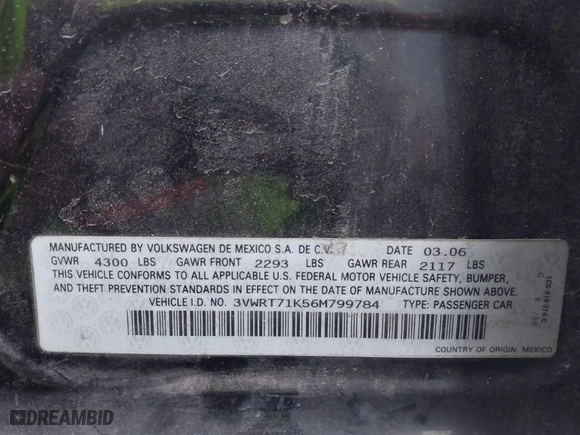 MANUFACTURED BY VOLKSWAGEN DE MEXICO S.A. DE C.V. DATE 03.06
GVWR 4300 LBS GAWR FRONT 2293 LBS GAWR REAR 2117 LBS
THIS VEHICLE CONFORMS TO ALL APPLICABLE U.S. FEDERAL MOTOR VEHICLE SAFETY, BUMPER,
AND THEFT PREVENTION STANDARDS IN EFFECT ON THE DATE OF MANUFACTURE SHOWN ABOVE.
VEHICLE I.D. NO. 3VWRT71K56M799784 TYPE: PASSENGER CAR
COUNTRY OF ORIGIN: MEXICO
DREAMBID